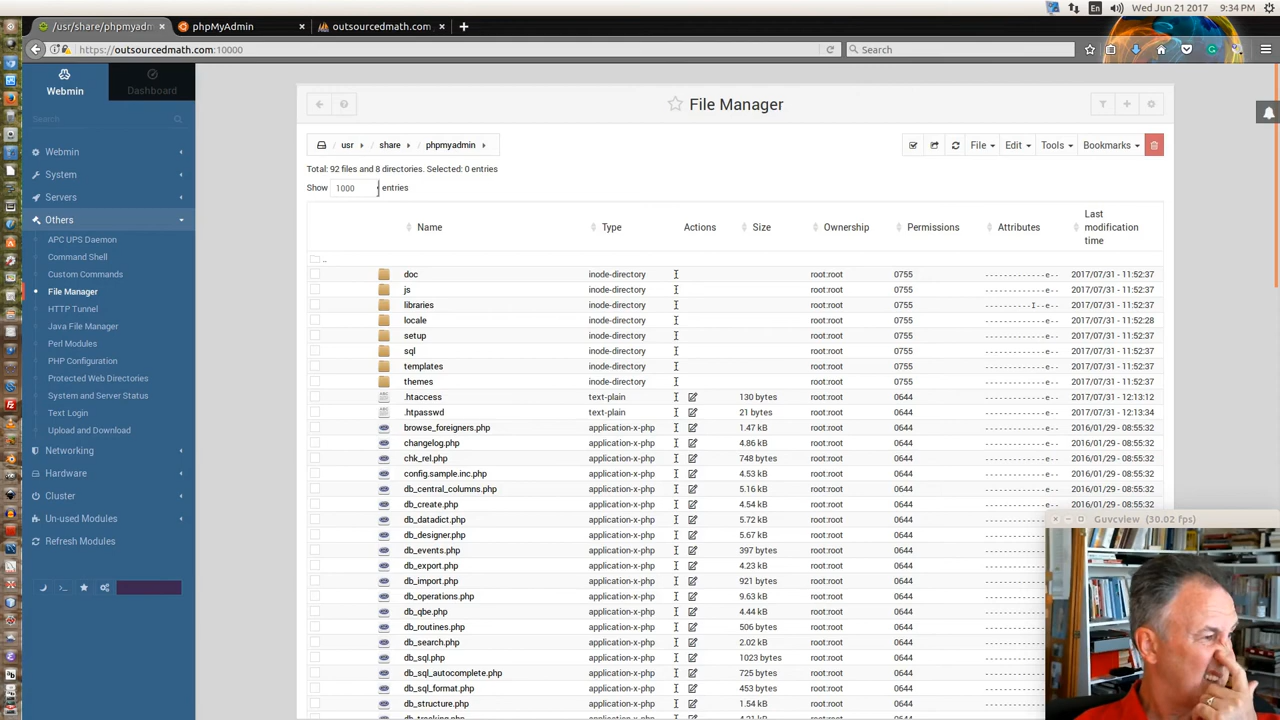 En
Wed Jun 21 2017
9:34 PM
/usr/share/phpmyadm
phpMyAdmin
outsourcedmath.com
https://outsourcedmath.com:10000
Search
Webmin
Dashboard
Search
Webmin
System
Servers
Others
APC UPS Daemon
Command Shell
Custom Commands
File Manager
HTTP Tunnel
Java File Manager
Perl Modules
PHP Configuration
Protected Web Directories
System and Server Status
Text Login
Upload and Download
Networking
Hardware
Cluster
Un-used Modules
Refresh Modules
File Manager
usr share phpmyadmin
File Edit Tools Bookmarks
Total: 92 files and 8 directories. Selected: 0 entries
Show 1000 entries
Name Type Actions Size Ownership Permissions Attributes Last modification time
..
doc inode-directory root:root 0755 -------------e-- 2017/07/31 - 11:52:37
js inode-directory root:root 0755 -------------e-- 2017/07/31 - 11:52:37
libraries inode-directory root:root 0755 ------------I-e-- 2017/07/31 - 11:52:37
locale inode-directory root:root 0755 -------------e-- 2017/07/31 - 11:52:28
setup inode-directory root:root 0755 -------------e-- 2017/07/31 - 11:52:37
sql inode-directory root:root 0755 -------------e-- 2017/07/31 - 11:52:37
templates inode-directory root:root 0755 -------------e-- 2017/07/31 - 11:52:37
themes inode-directory root:root 0755 -------------e-- 2017/07/31 - 11:52:37
.htaccess text-plain 130 bytes root:root 0644 -------------e-- 2017/07/31 - 12:13:12
.htpasswd text-plain 21 bytes root:root 0644 -------------e-- 2017/07/31 - 12:13:34
browse_foreigners.php application-x-php 1.47 kB root:root 0644 -------------e-- 2016/01/29 - 08:55:32
changelog.php application-x-php 4.86 kB root:root 0644 -------------e-- 2016/01/29 - 08:55:32
chk_rel.php application-x-php 748 bytes root:root 0644 -------------e-- 2016/01/29 - 08:55:32
config.sample.inc.php application-x-php 4.53 kB root:root 0644 -------------e-- 2016/01/29 - 08:55:32
db_central_columns.php application-x-php 5.16 kB root:root 0644 -------------e-- 2016/01/29 - 08:55:32
db_create.php application-x-php 4.54 kB root:root 0644 -------------e-- 2016/01/29 - 08:55:32
db_datadict.php application-x-php 5.72 kB root:root 0644
db_designer.php application-x-php 5.67 kB root:root 0644
db_events.php application-x-php 397 bytes root:root 0644
db_export.php application-x-php 4.23 kB root:root 0644
db_import.php application-x-php 921 bytes root:root 0644
db_operations.php application-x-php 9.63 kB root:root 0644
db_qbe.php application-x-php 4.44 kB root:root 0644
db_routines.php application-x-php 506 bytes root:root 0644
db_search.php application-x-php 2.02 kB root:root 0644
db_sql.php application-x-php 1023 bytes root:root 0644
db_sql_autocomplete.php application-x-php 725 bytes root:root 0644
db_sql_format.php application-x-php 453 bytes root:root 0644
db_structure.php application-x-php 1.54 kB root:root 0644
db_tracking.php application-x-php 4.21 kB root:root 0644
Guvcview (30.02 fps)